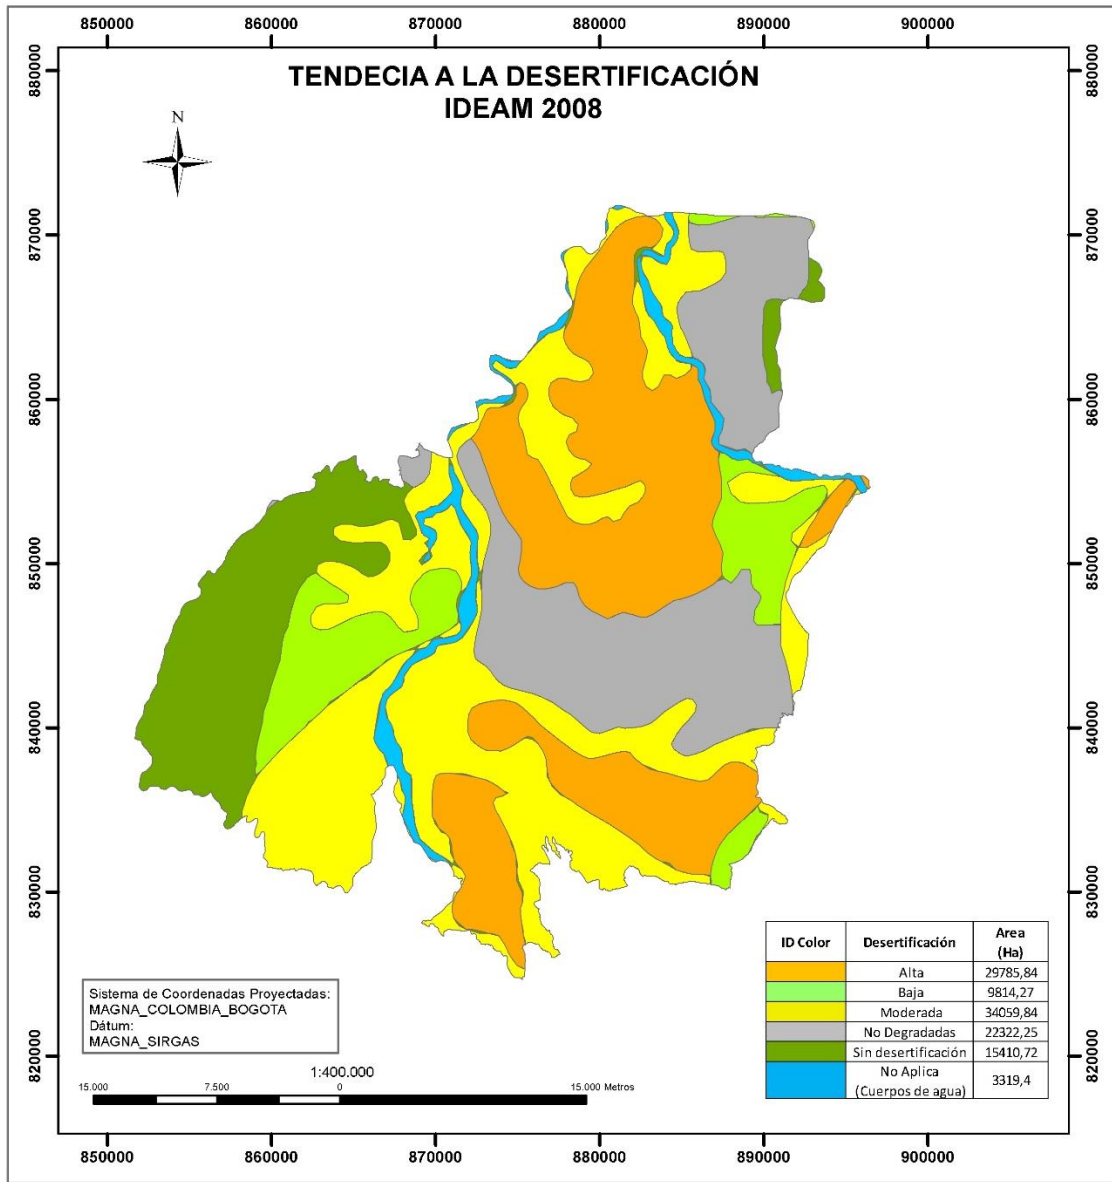 850000 860000 870000 880000 890000 900000
TENDECIA A LA DESERTIFICACIÓN
IDEAM 2008
N
880000 880000
870000 870000
860000 860000
850000 850000
840000 840000
830000 830000
820000 820000
ID Color Desertificación Area (Ha)
Alta 29785,84
Baja 9814,27
Moderada 34059,84
No Degradadas 22322,25
Sin desertificación 15410,72
No Aplica (Cuerpos de agua) 3319,4
Sistema de Coordenadas Proyectadas:
MAGNA_COLOMBIA_BOGOTA
Dátum:
MAGNA_SIRGAS
1:400.000
15.000 7.500 0 15.000 Metros
850000 860000 870000 880000 890000 900000